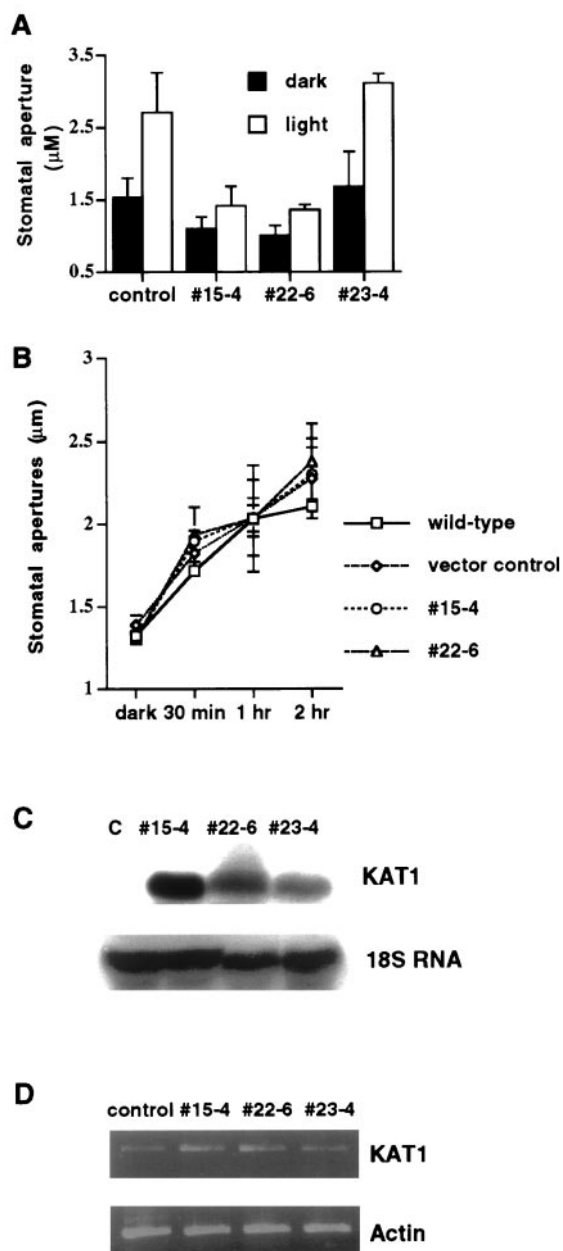 A
Stomatal aperture
(µM)
3.5
2.5
1.5
0.5
dark
light
control #15-4 #22-6 #23-4
B
Stomatal apertures (µm)
3
2.5
2
1.5
1
dark 30 min 1 hr 2 hr
wild-type
vector control
#15-4
#22-6
C
C #15-4 #22-6 #23-4
KAT1
18S RNA
D
control #15-4 #22-6 #23-4
KAT1
Actin